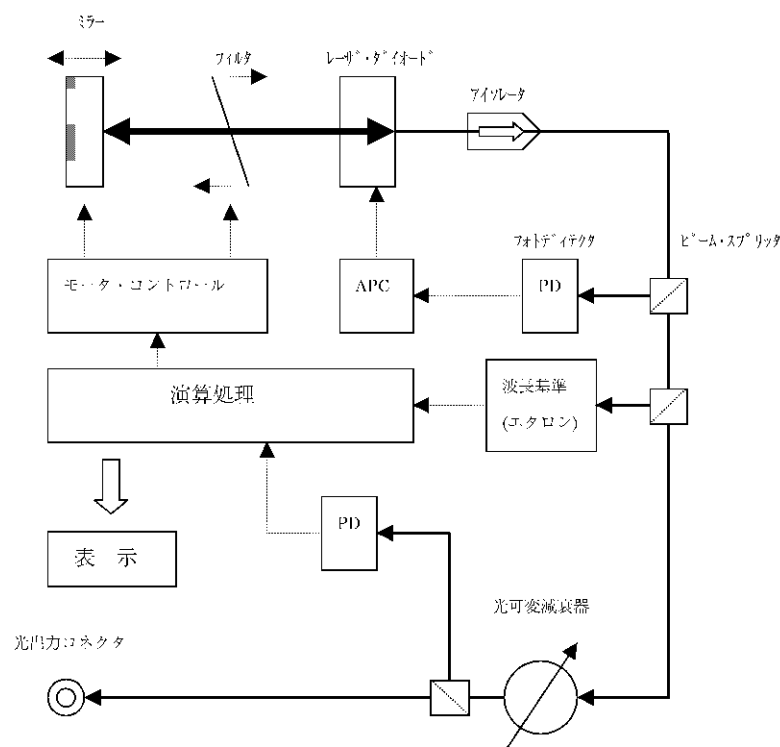 ミラー
フィルタ
レーザ・ダイオード
アイソレータ
フォトディテクタ
ビーム・スプリッタ
モータ・コントロール
APC
PD
演算処理
波長基準
(エタロン)
PD
表 示
光可変減衰器
光出力コネクタ